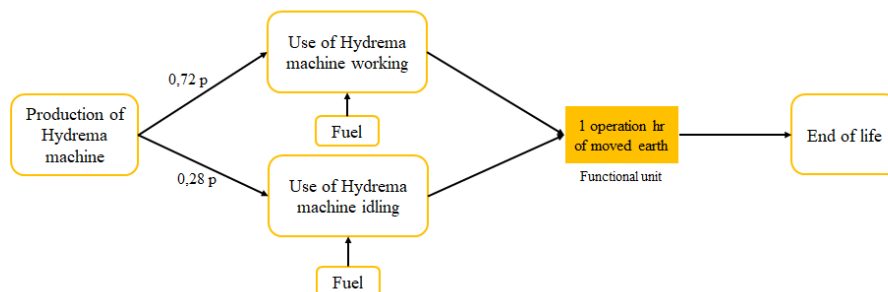 Production of
Hydrema
machine
0,72 p
0,28 p
Use of Hydrema
machine working
Fuel
Use of Hydrema
machine idling
Fuel
1 operation hr
of moved earth
Functional unit
End of life